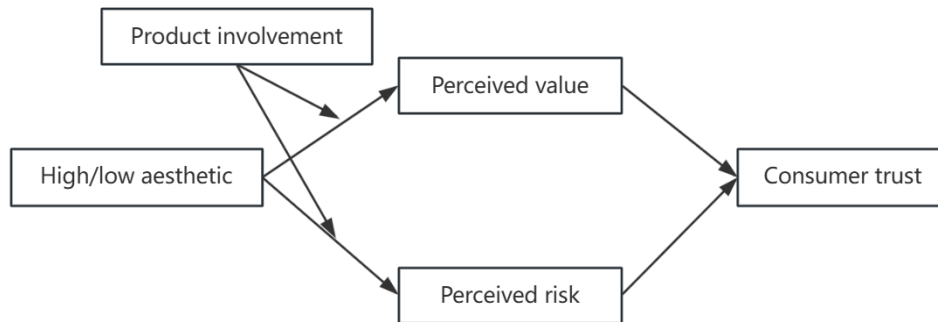 Product involvement
Perceived value
High/low aesthetic
Consumer trust
Perceived risk